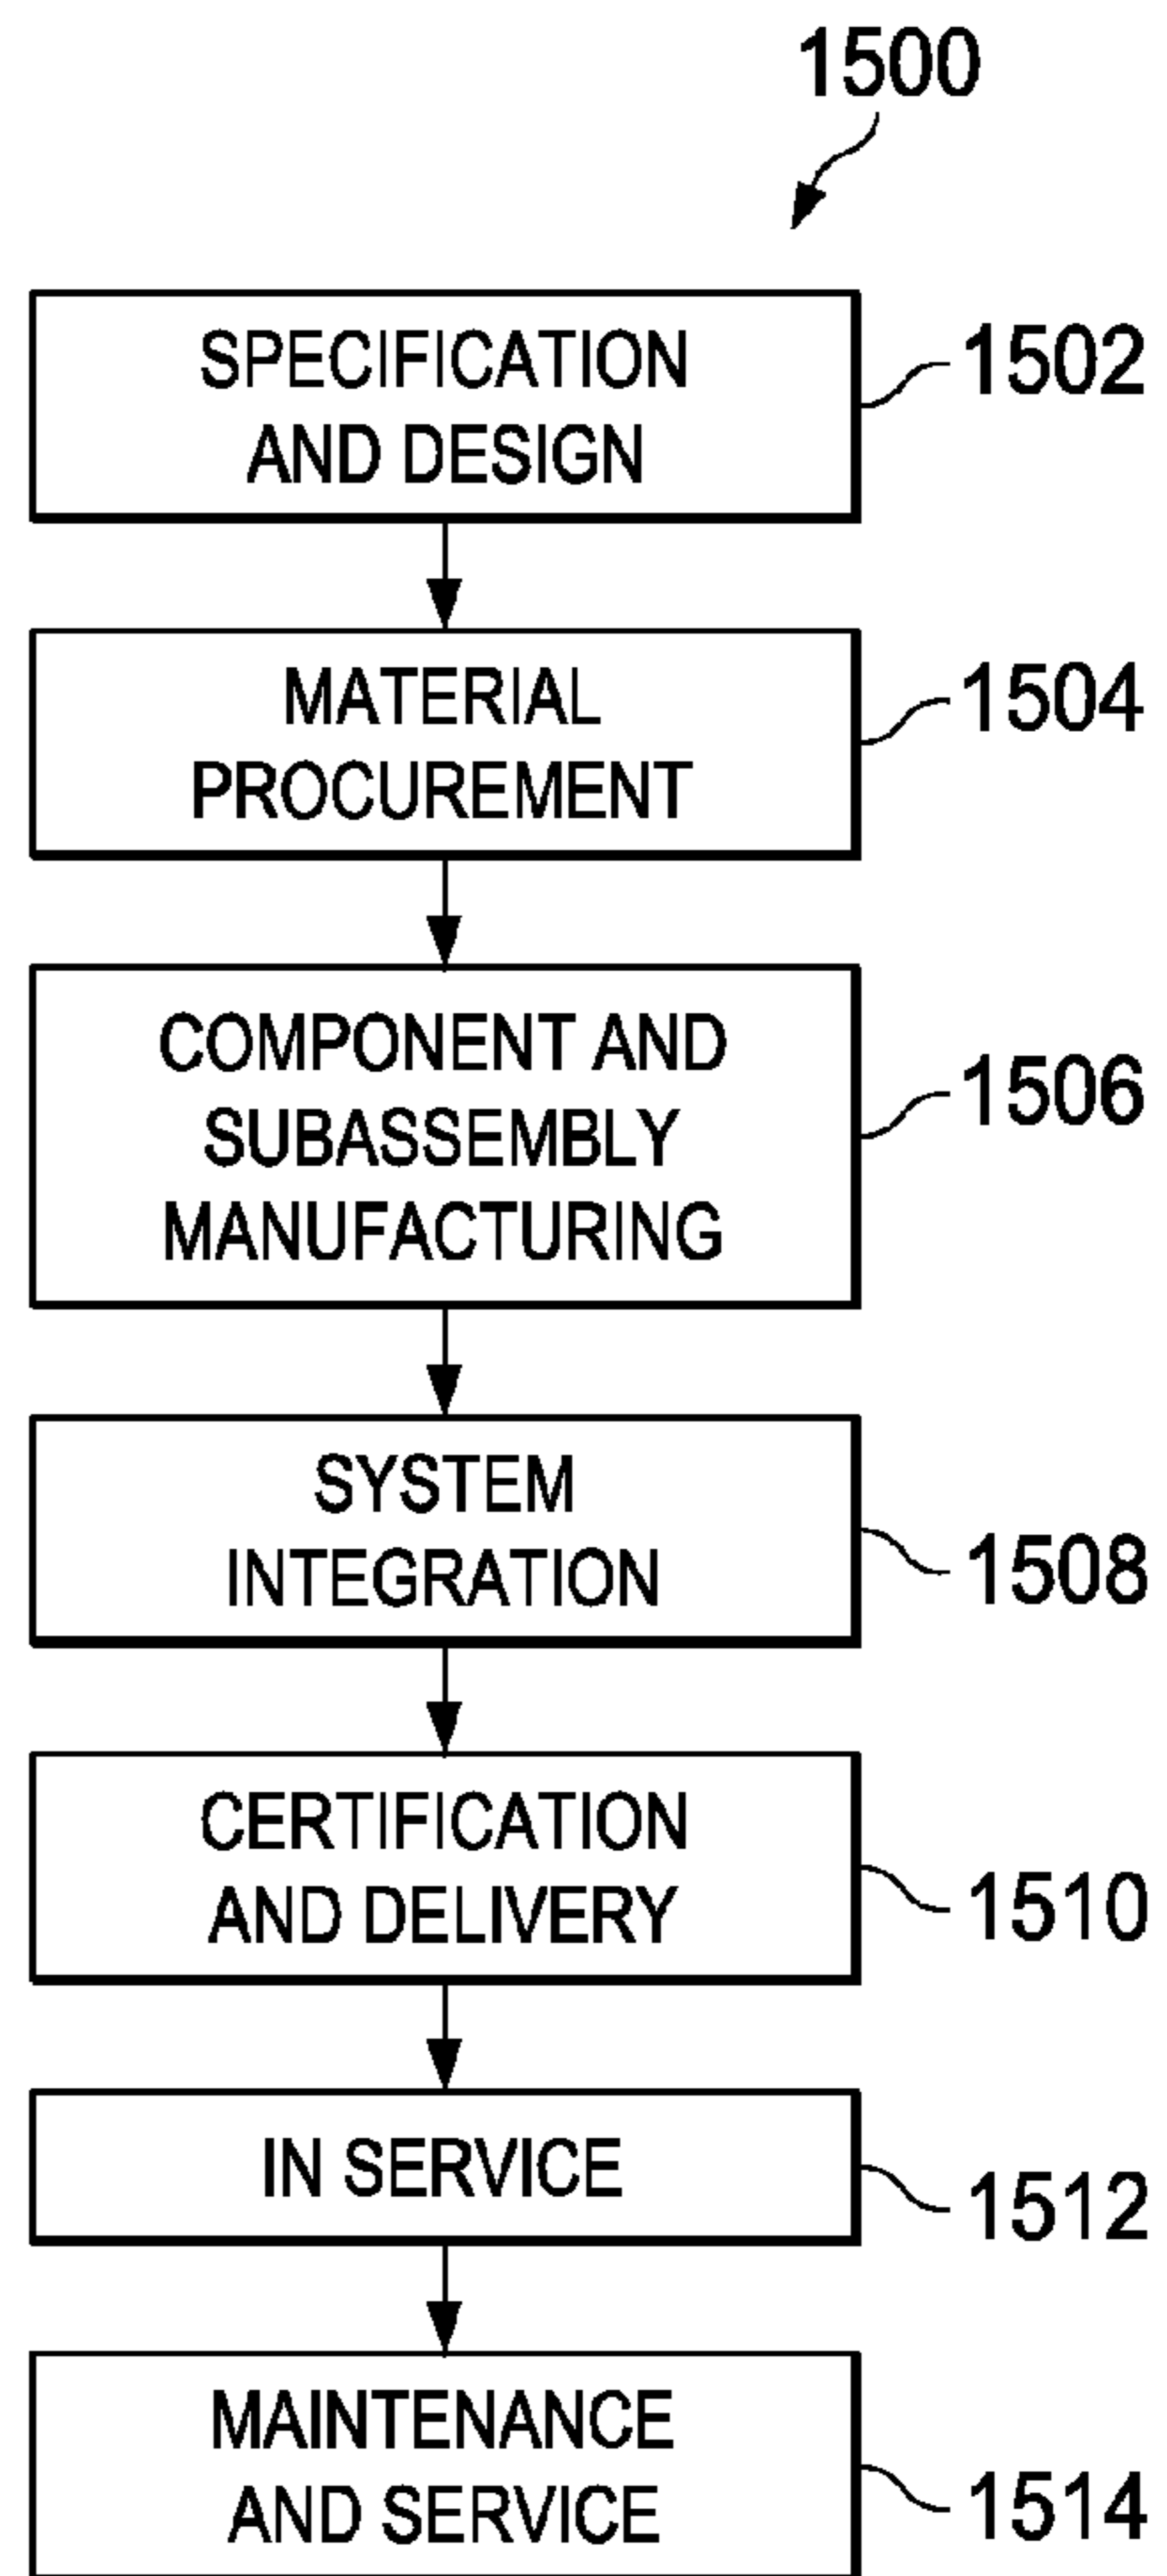 1500
SPECIFICATION
AND DESIGN
1502
MATERIAL
PROCUREMENT
1504
COMPONENT AND
SUBASSEMBLY
MANUFACTURING
1506
SYSTEM
INTEGRATION
1508
CERTIFICATION
AND DELIVERY
1510
IN SERVICE
1512
MAINTENANCE
AND SERVICE
1514